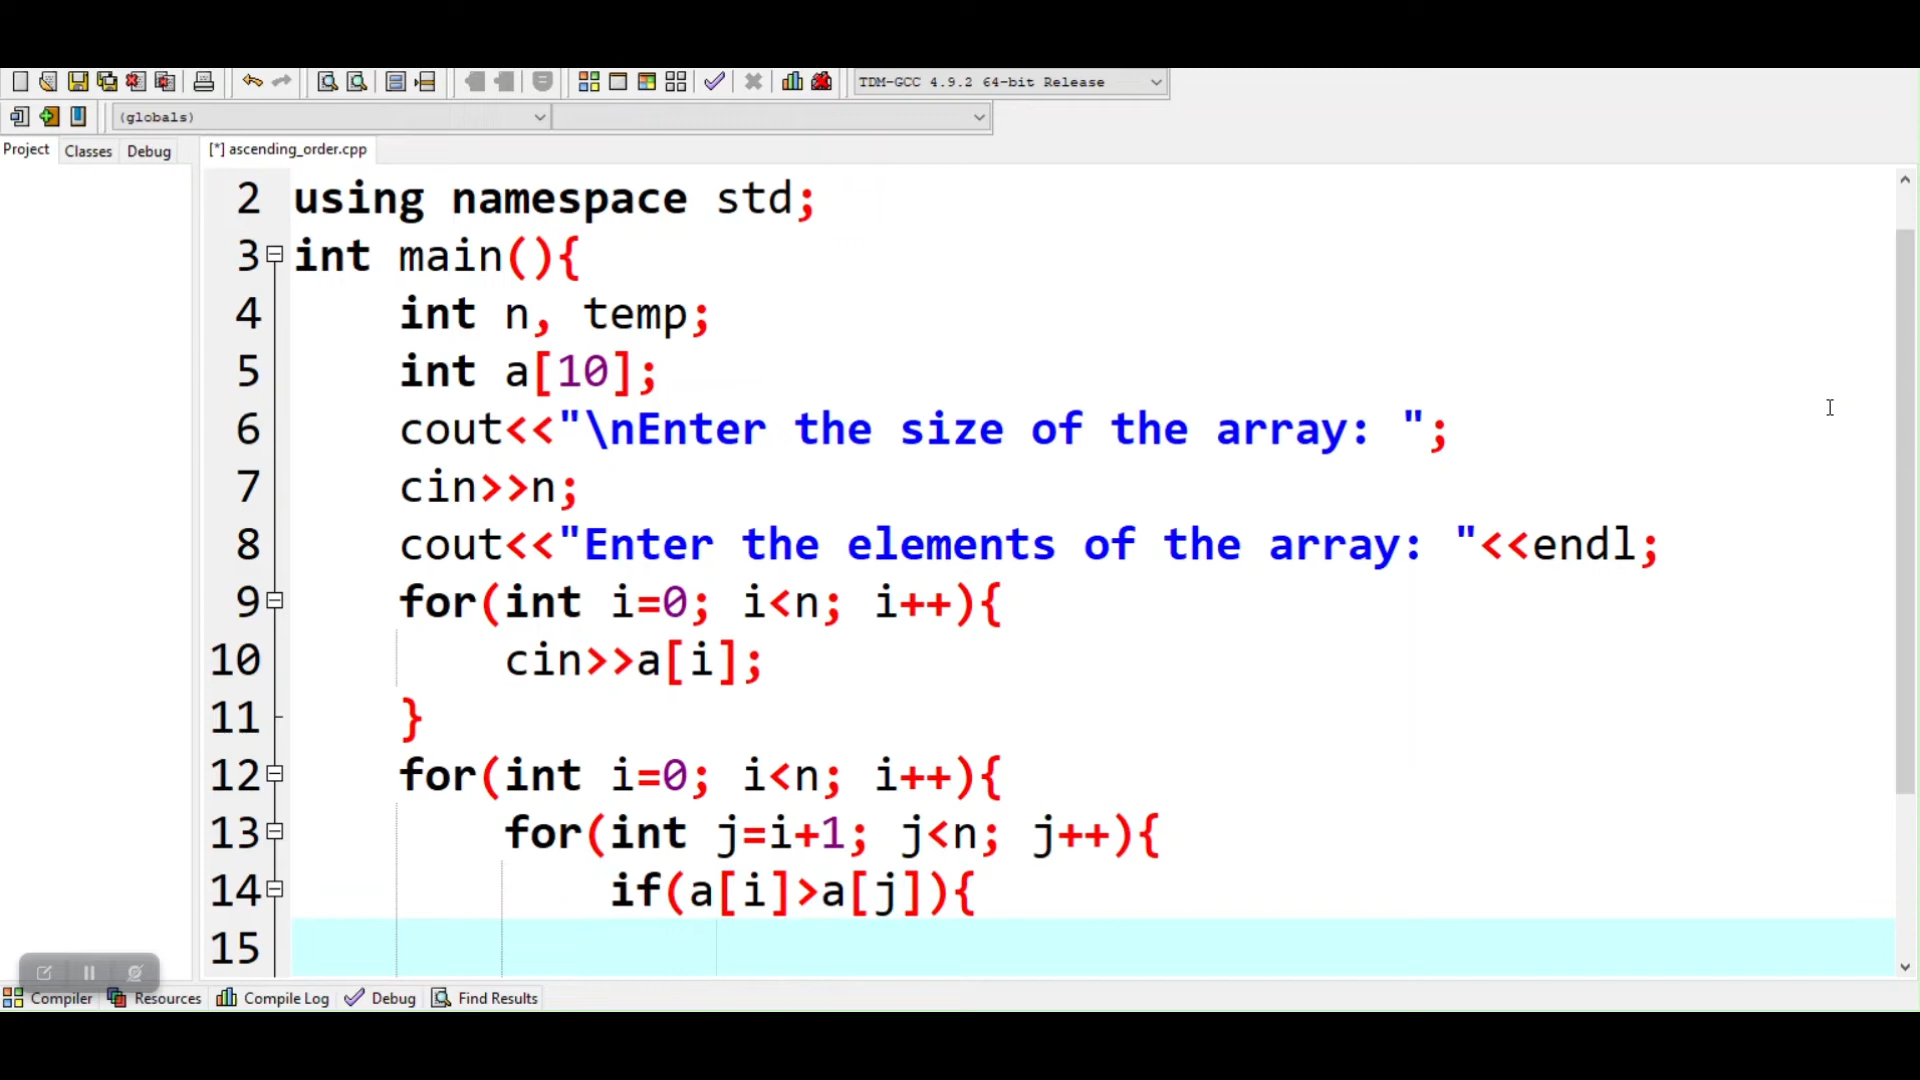 TDM-GCC 4.9.2 64-bit Release
(globals)
Project Classes Debug [*] ascending_order.cpp
2 using namespace std;
3 int main(){
4 int n, temp;
5 int a[10];
6 cout<<"\nEnter the size of the array: ";
7 cin>>n;
8 cout<<"Enter the elements of the array: "<<endl;
9 for(int i=0; i<n; i++){
10 cin>>a[i];
11 }
12 for(int i=0; i<n; i++){
13 for(int j=i+1; j<n; j++){
14 if(a[i]>a[j]){
15
Compiler Resources Compile Log Debug Find Results